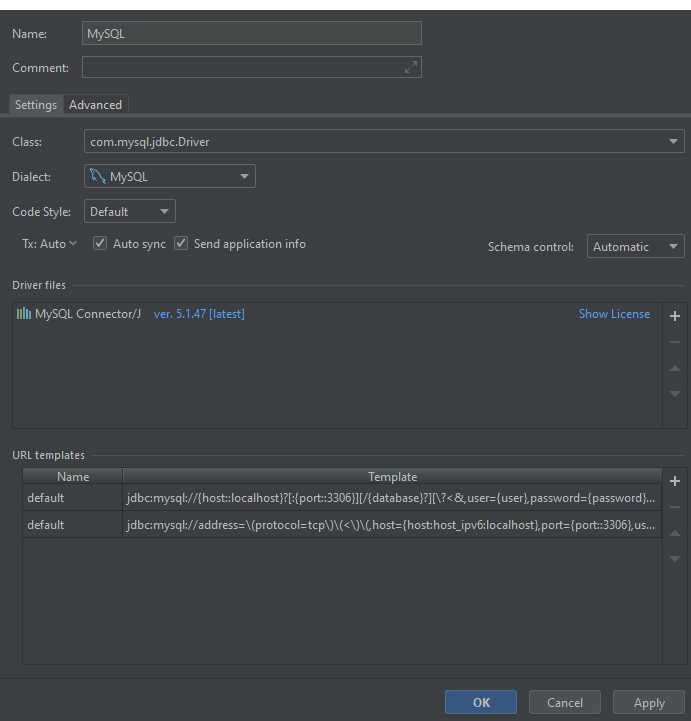 Name: MySQL
Comment:
Settings Advanced
Class: com.mysql.jdbc.Driver
Dialect: MySQL
Code Style: Default
Tx: Auto Auto sync Send application info Schema control: Automatic
Driver files
MySQL Connector/J ver. 5.1.47 [latest] Show License
URL templates
Name Template
default jdbc:mysql://{host::localhost}?[:{port::3306}][/{database}?][\?<&,user={user},password={password}...
default jdbc:mysql://address=\(protocol=tcp\)\(<\)\(,host={host:host_ipv6:localhost},port={port::3306},us...
OK Cancel Apply